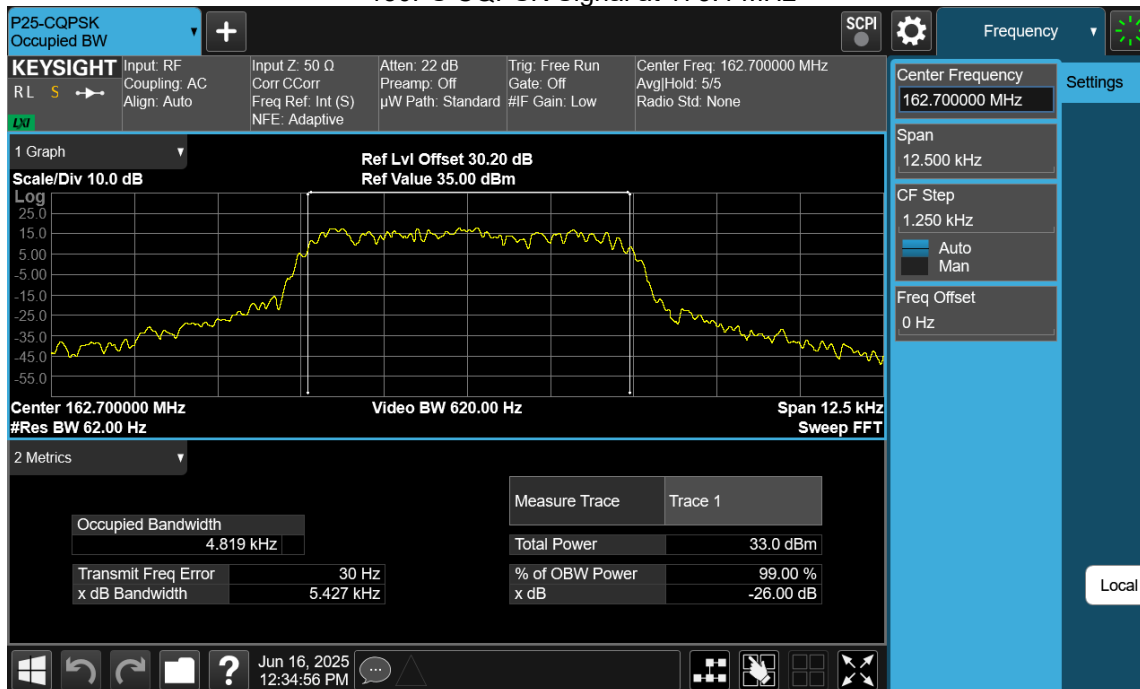 P25-CQPSK
Occupied BW
+
SCPI
Frequency
KEYSIGHT
RL S
LXI
Input: RF
Coupling: AC
Align: Auto
Input Z: 50 Ω
Corr CCorr
Freq Ref: Int (S)
NFE: Adaptive
Atten: 22 dB
Preamp: Off
µW Path: Standard
Trig: Free Run
Gate: Off
#IF Gain: Low
Center Freq: 162.700000 MHz
Avg|Hold: 5/5
Radio Std: None
Center Frequency
162.700000 MHz
Settings
Span
12.500 kHz
CF Step
1.250 kHz
Auto
Man
Freq Offset
0 Hz
Local
1 Graph
Scale/Div 10.0 dB
Ref Lvl Offset 30.20 dB
Ref Value 35.00 dBm
Log
25.0
15.0
5.00
-5.00
-15.0
-25.0
-35.0
-45.0
-55.0
Center 162.700000 MHz
#Res BW 62.00 Hz
Video BW 620.00 Hz
Span 12.5 kHz
Sweep FFT
2 Metrics
Measure Trace Trace 1
Occupied Bandwidth
4.819 kHz
Total Power 33.0 dBm
Transmit Freq Error 30 Hz
% of OBW Power 99.00 %
x dB Bandwidth 5.427 kHz
x dB -26.00 dB
?
Jun 16, 2025
12:34:56 PM